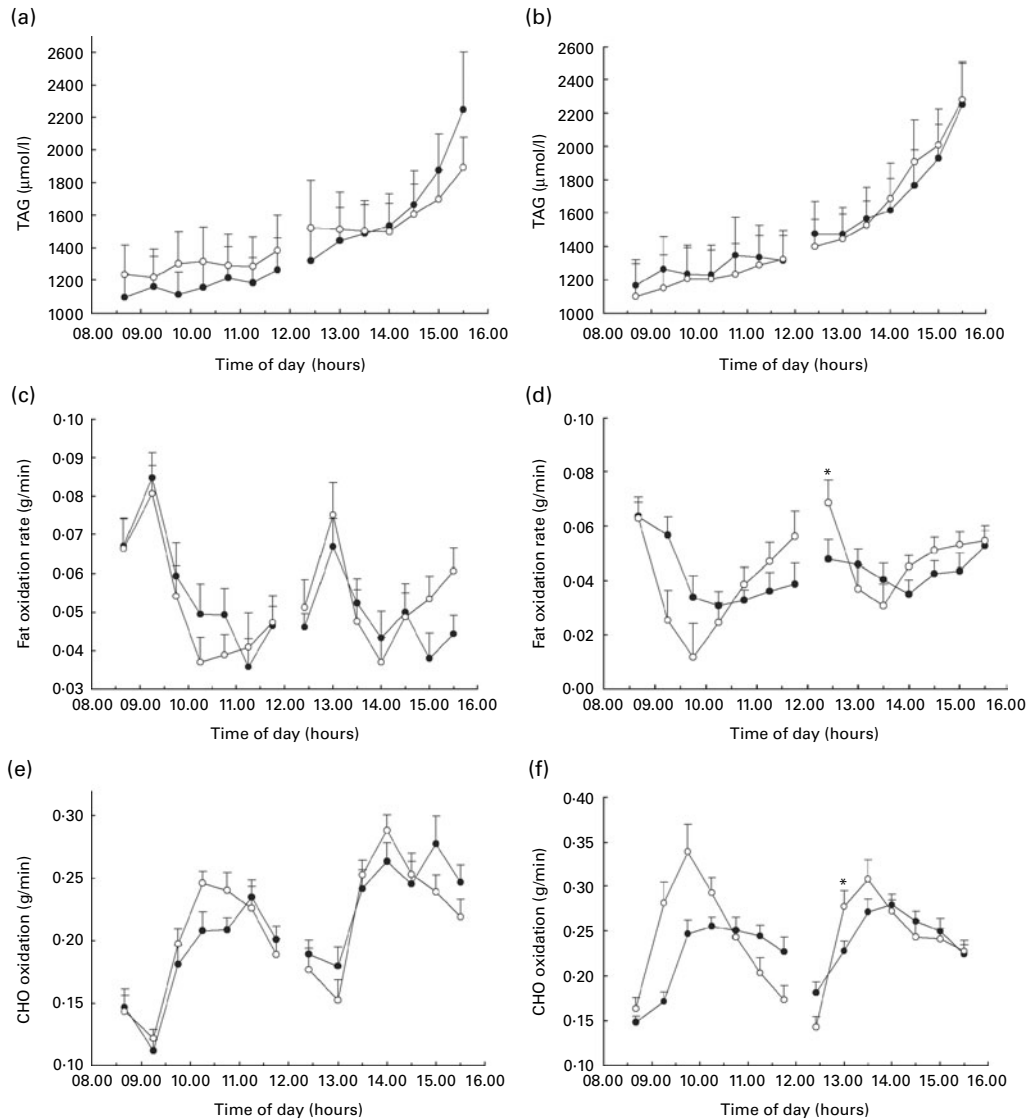 (a)
TAG (μmol/l)
2600
2400
2200
2000
1800
1600
1400
1200
1000
08.00 09.00 10.00 11.00 12.00 13.00 14.00 15.00 16.00
Time of day (hours)
(b)
TAG (μmol/l)
2600
2400
2200
2000
1800
1600
1400
1200
1000
08.00 09.00 10.00 11.00 12.00 13.00 14.00 15.00 16.00
Time of day (hours)
(c)
Fat oxidation rate (g/min)
0·10
0·09
0·08
0·07
0·06
0·05
0·04
0·03
08.00 09.00 10.00 11.00 12.00 13.00 14.00 15.00 16.00
Time of day (hours)
(d)
Fat oxidation rate (g/min)
0·10
0·08
0·06
0·04
0·02
0·00
*
08.00 09.00 10.00 11.00 12.00 13.00 14.00 15.00 16.00
Time of day (hours)
(e)
CHO oxidation (g/min)
0·30
0·25
0·20
0·15
0·10
08.00 09.00 10.00 11.00 12.00 13.00 14.00 15.00 16.00
Time of day (hours)
(f)
CHO oxidation (g/min)
0·40
0·35
0·30
0·25
0·20
0·15
0·10
*
08.00 09.00 10.00 11.00 12.00 13.00 14.00 15.00 16.00
Time of day (hours)